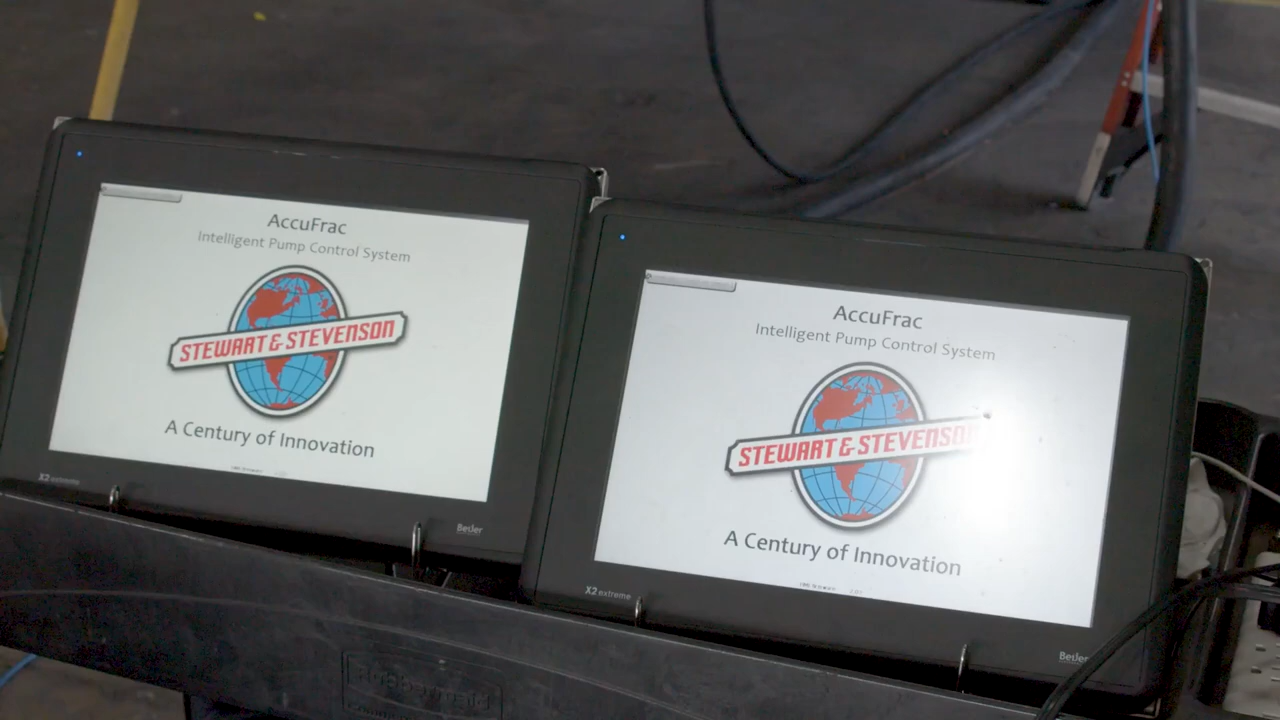 AccuFrac
Intelligent Pump Control System
STEWART & STEVENSON
A Century of Innovation
X2 extreme
Beijer
AccuFrac
Intelligent Pump Control System
STEWART & STEVENSON
A Century of Innovation
X2 extreme
Beijer
Rubbermaid